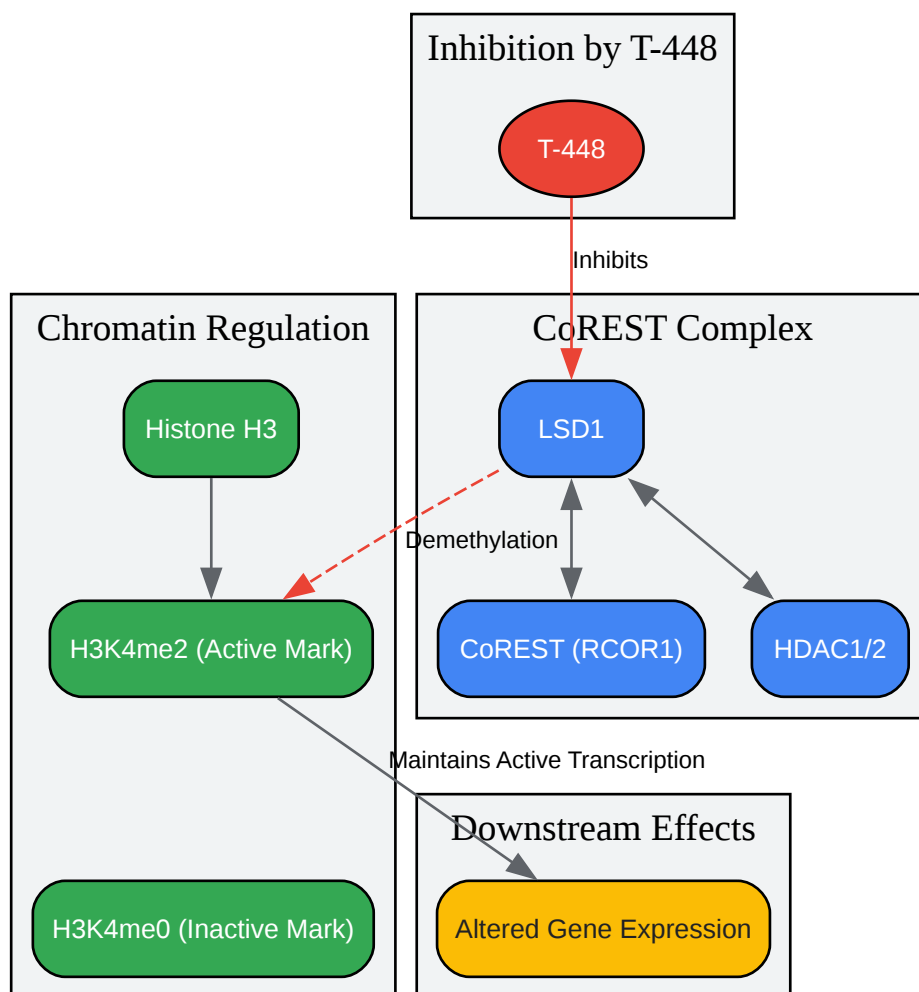 Inhibition by T-448
T-448
Inhibits
Chromatin Regulation
CoREST Complex
Histone H3
LSD1
Demethylation
H3K4me2 (Active Mark)
CoREST (RCOR1)
HDAC1/2
Maintains Active Transcription
Downstream Effects
H3K4me0 (Inactive Mark)
Altered Gene Expression